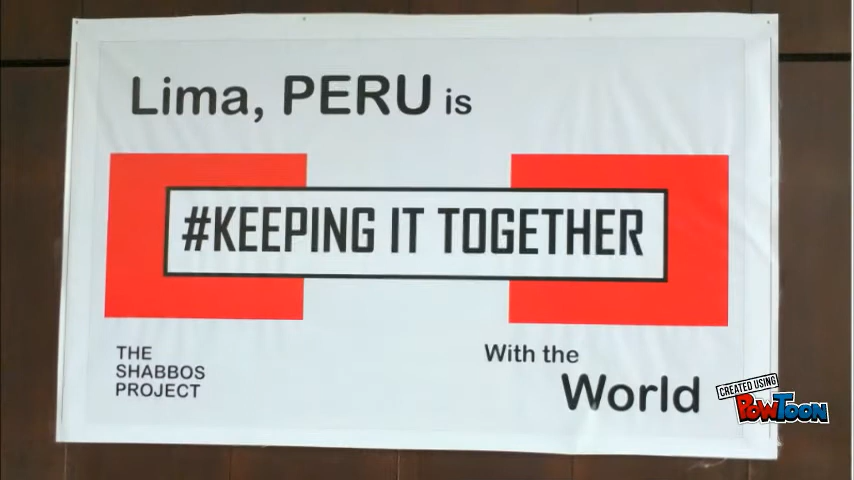 Lima, PERU is
#KEEPING IT TOGETHER
THE
SHABBOS
PROJECT
With the
World
CREATED USING
POWTOON